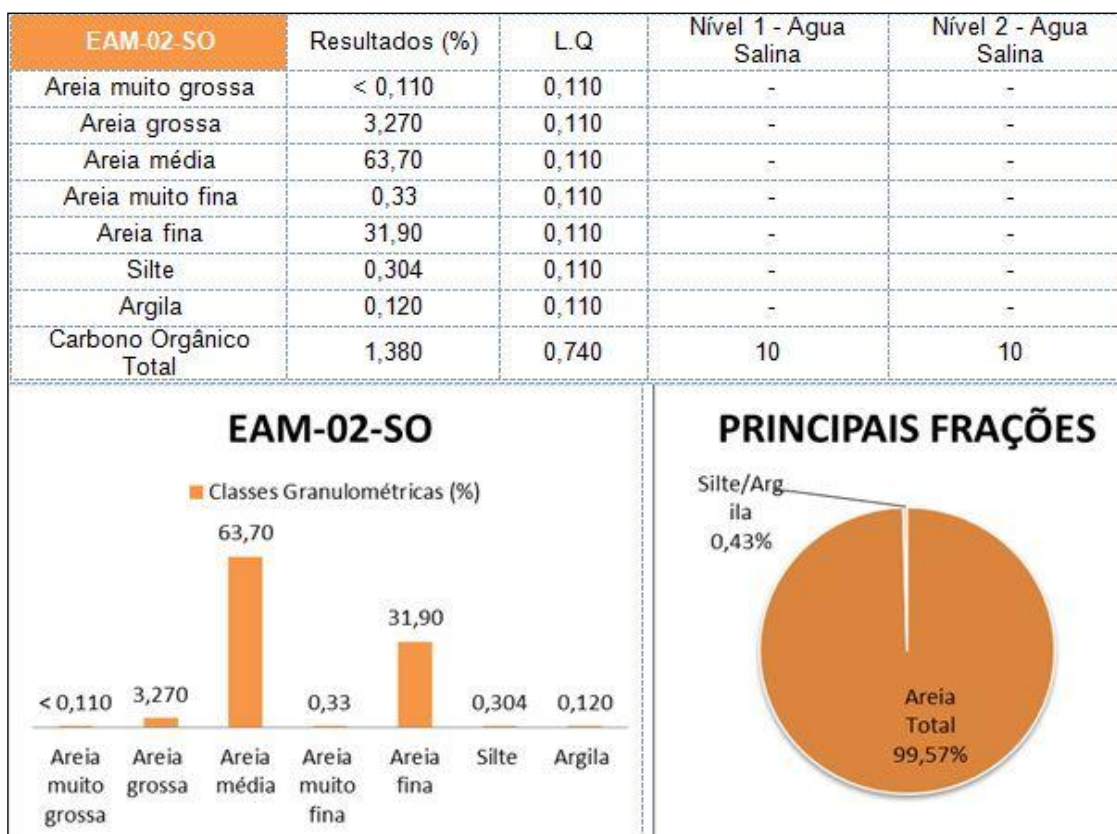 EAM-02-SO Resultados (%) L.Q Nível 1 - Agua Salina Nível 2 - Agua Salina
Areia muito grossa < 0,110 0,110 - -
Areia grossa 3,270 0,110 - -
Areia média 63,70 0,110 - -
Areia muito fina 0,33 0,110 - -
Areia fina 31,90 0,110 - -
Silte 0,304 0,110 - -
Argila 0,120 0,110 - -
Carbono Orgânico Total 1,380 0,740 10 10
EAM-02-SO
Classes Granulométricas (%)
< 0,110 3,270 63,70 0,33 31,90 0,304 0,120
Areia muito grossa Areia grossa Areia média Areia muito fina Areia fina Silte Argila
PRINCIPAIS FRAÇÕES
Silte/Arg
ila
0,43%
Areia
Total
99,57%